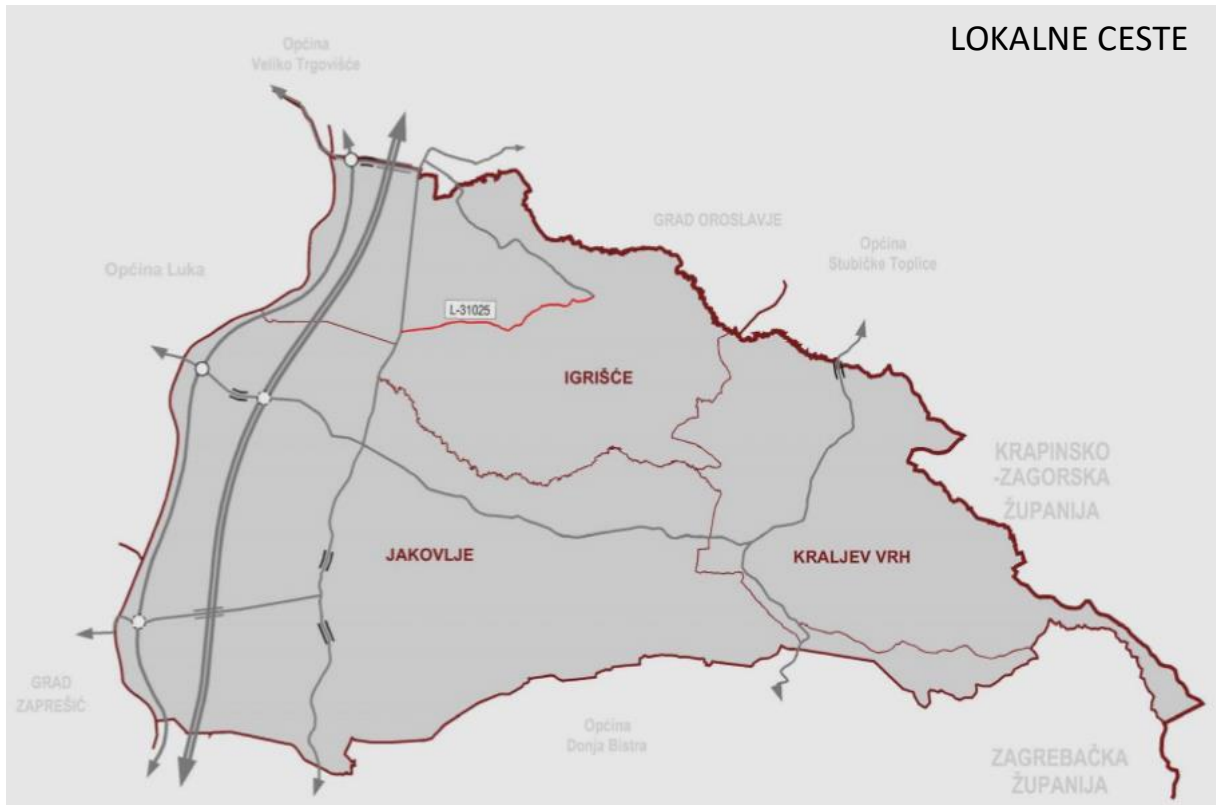 LOKALNE CESTE
Općina
Veliko Trgovišće
GRAD OROSLAVJE
Općina
Stubičke Toplice
Općina Luka
L-31025
IGRIŠĆE
KRAPINSKO
-ZAGORSKA
ŽUPANIJA
JAKOVLJE
KRALJEV VRH
GRAD
ZAPREŠIĆ
Općina
Donja Bistra
ZAGREBAČKA
ŽUPANIJA